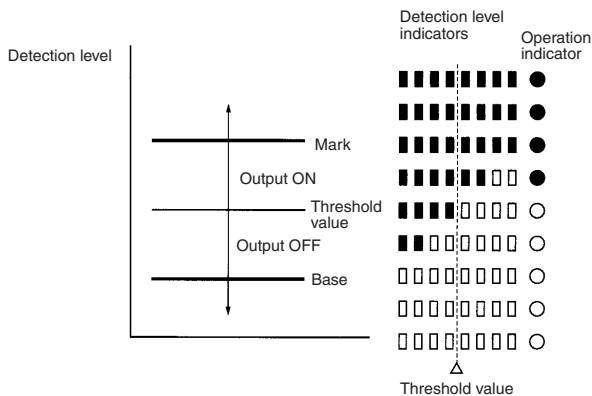 Detection level
indicators
Operation
indicator
Detection level
Mark
Output ON
Threshold
value
Output OFF
Base
Threshold value